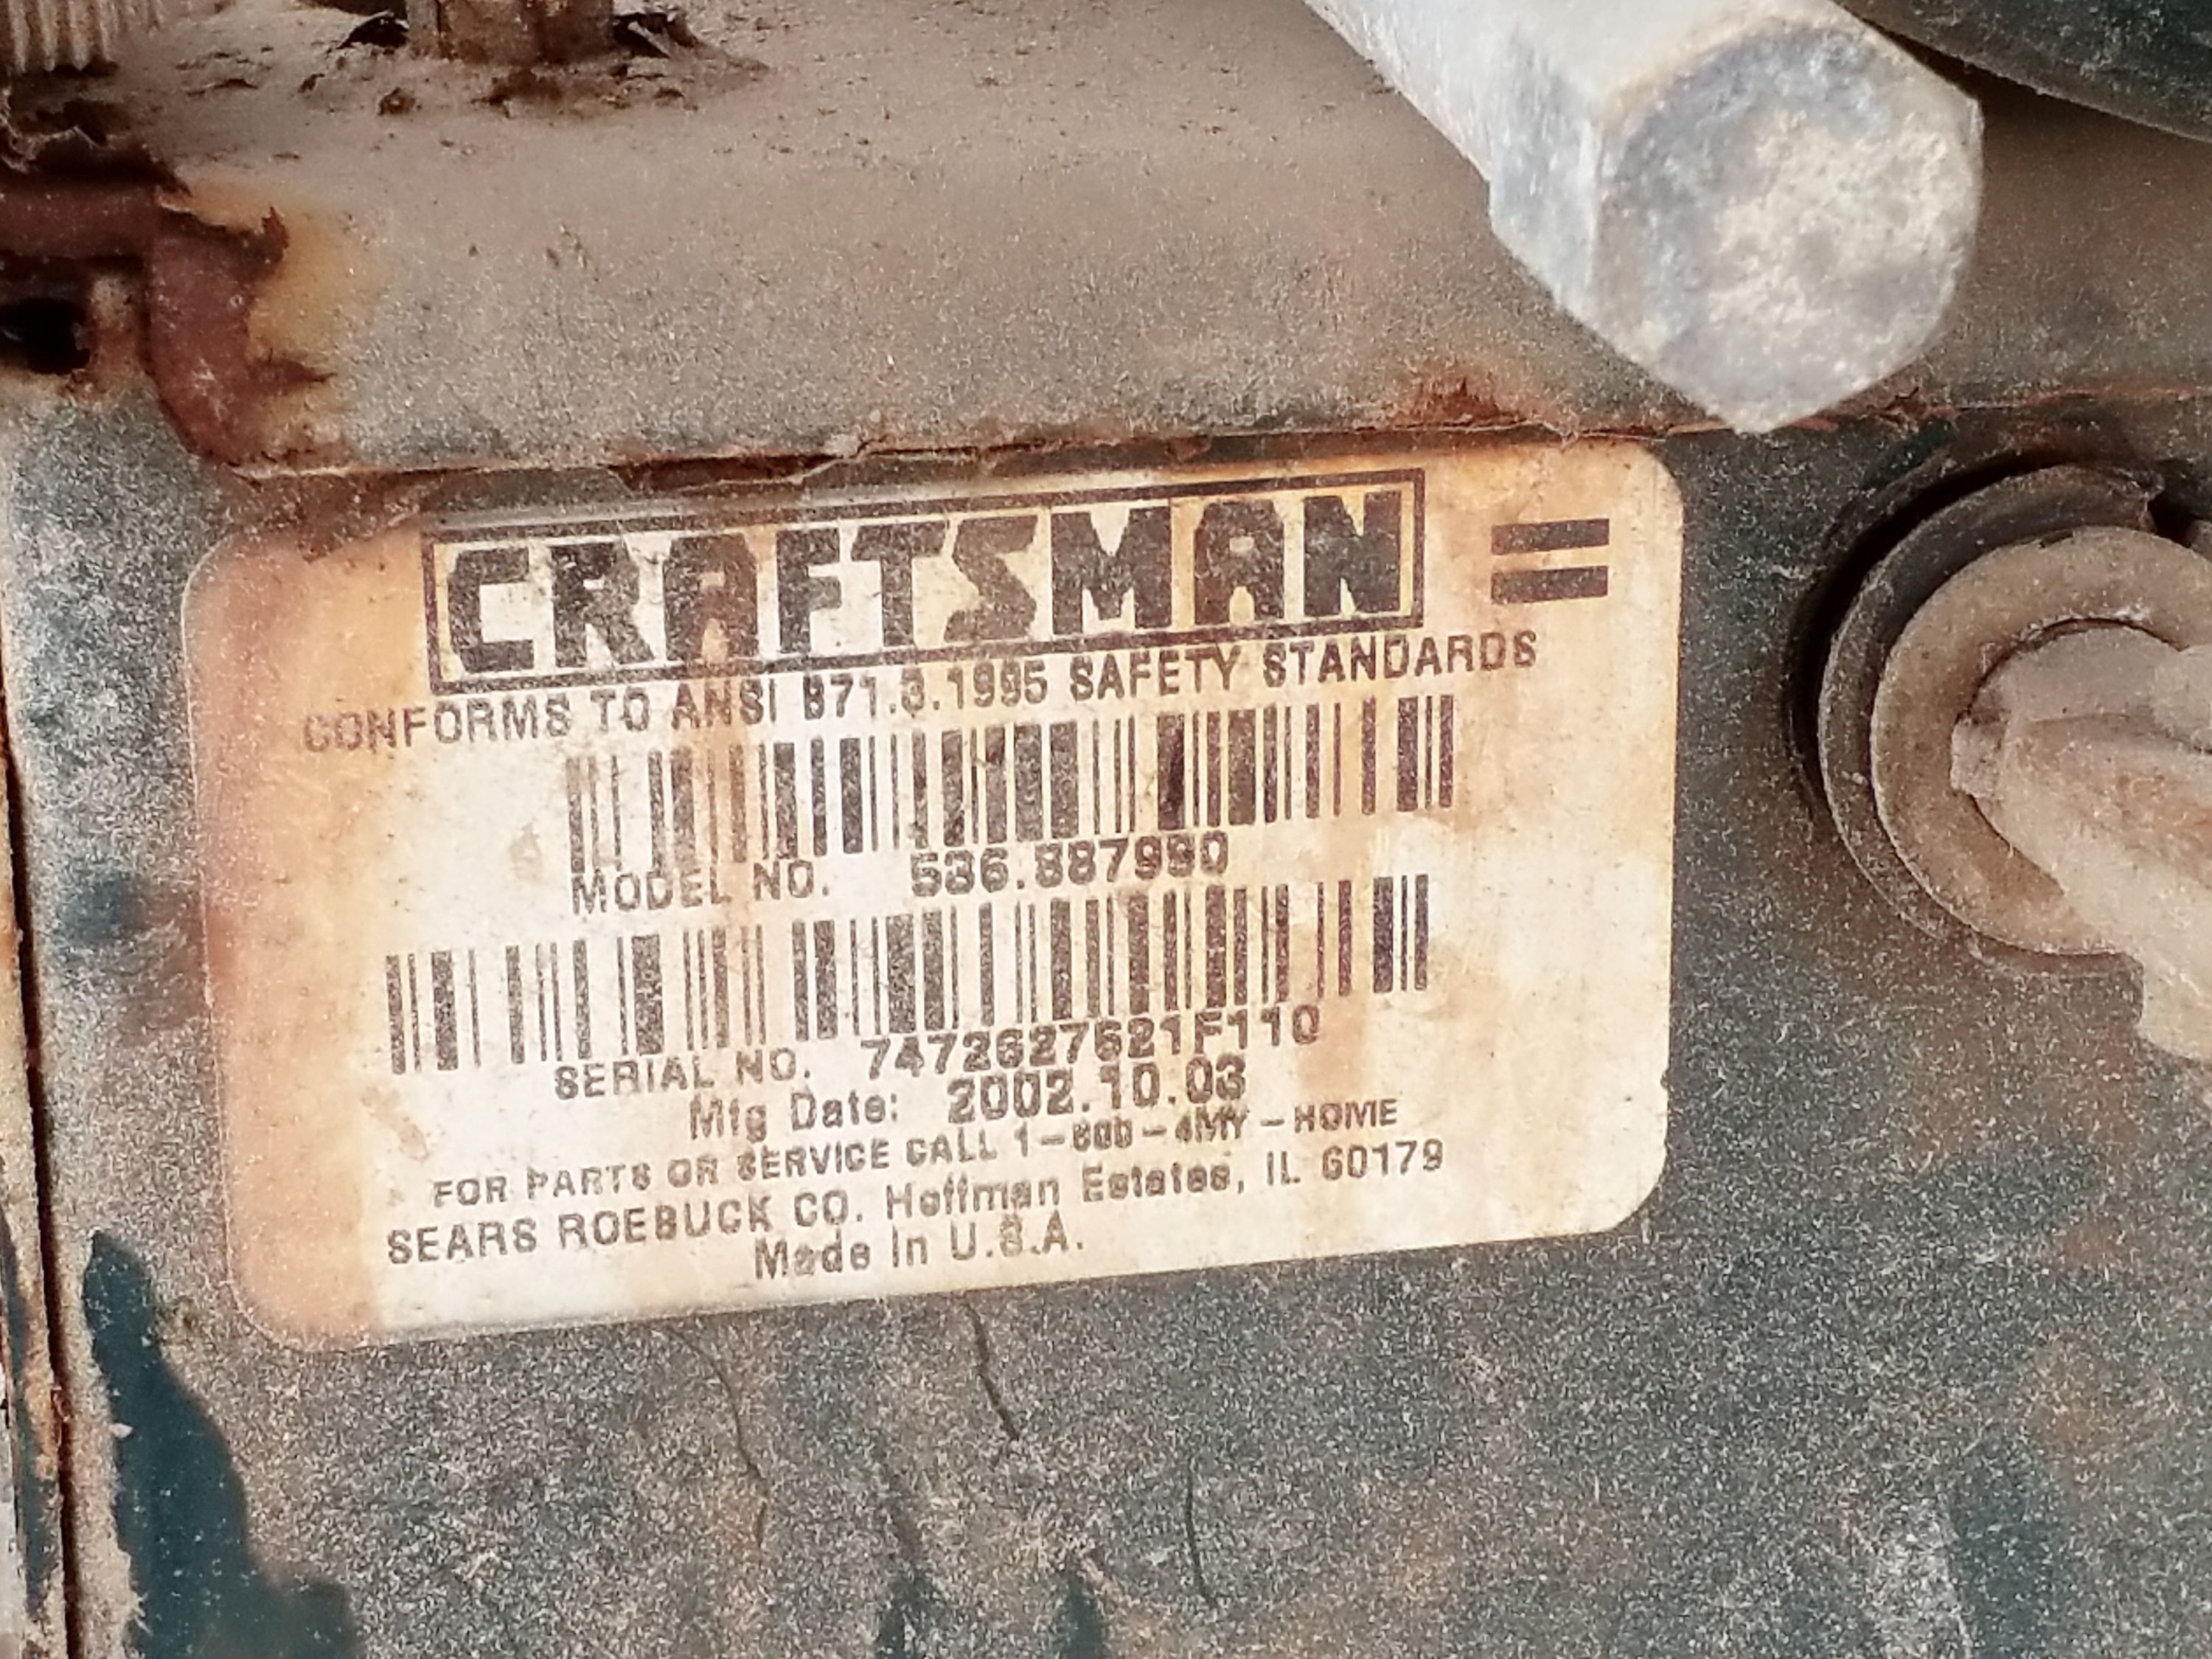 CRAFTSMAN =
CONFORMS TO ANSI B71.3.1995 SAFETY STANDARDS
MODEL NO. 536.887990
SERIAL NO. 7472627621F110
Mfg Date: 2002.10.03
FOR PARTS OR SERVICE CALL 1-800-4MY-HOME
SEARS ROEBUCK CO. Hoffman Estates, IL 60179
Made In U.S.A.